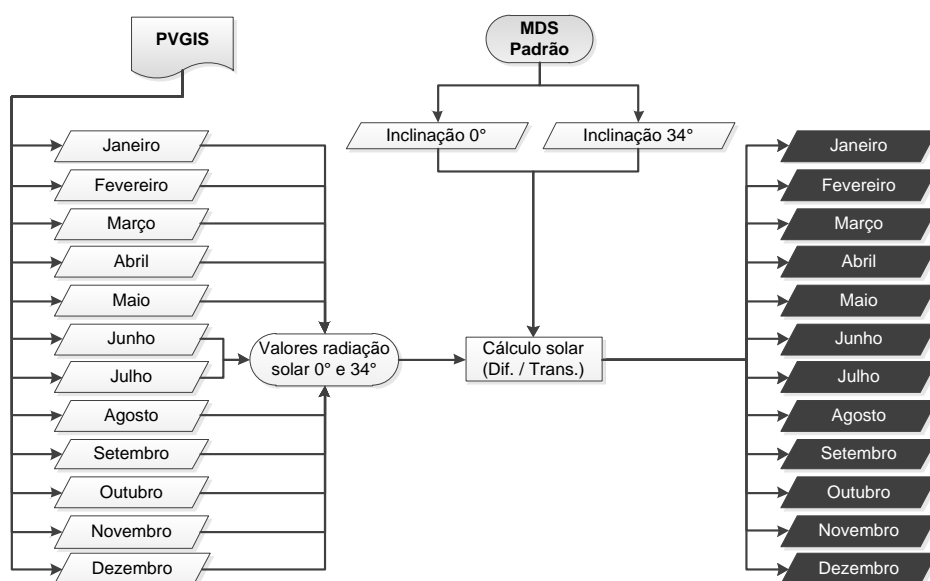 PVGIS
MDS
Padrão
Inclinação 0°
Inclinação 34°
Janeiro
Fevereiro
Março
Abril
Maio
Junho
Julho
Agosto
Setembro
Outubro
Novembro
Dezembro
Valores radiação
solar 0° e 34°
Cálculo solar
(Dif. / Trans.)
Janeiro
Fevereiro
Março
Abril
Maio
Junho
Julho
Agosto
Setembro
Outubro
Novembro
Dezembro